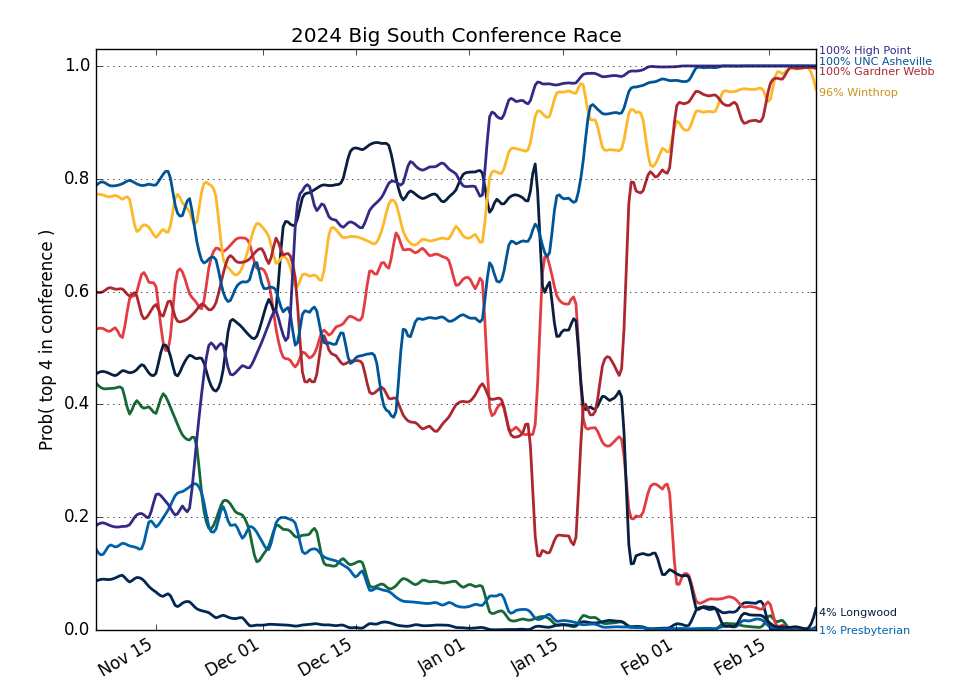 2024 Big South Conference Race
100% High Point
100% UNC Asheville
100% Gardner Webb
96% Winthrop
4% Longwood
1% Presbyterian
Prob( top 4 in conference )
1.0
0.8
0.6
0.4
0.2
0.0
Nov 15
Dec 01
Dec 15
Jan 01
Jan 15
Feb 01
Feb 15